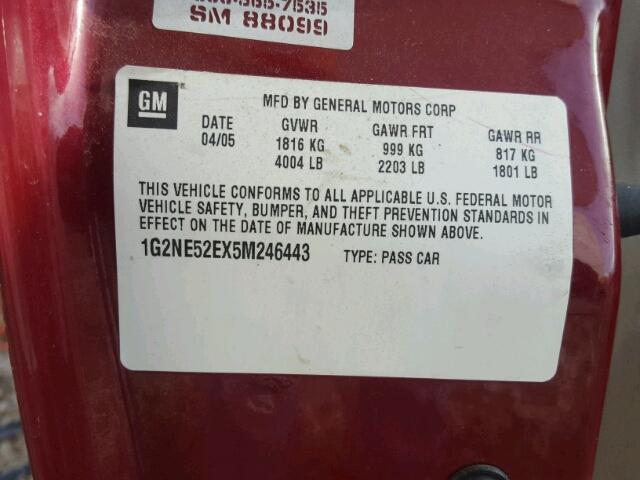 SM 88099
GM
MFD BY GENERAL MOTORS CORP
DATE GVWR GAWR FRT GAWR RR
04/05 1816 KG 999 KG 817 KG
4004 LB 2203 LB 1801 LB
THIS VEHICLE CONFORMS TO ALL APPLICABLE U.S. FEDERAL MOTOR
VEHICLE SAFETY, BUMPER, AND THEFT PREVENTION STANDARDS IN
EFFECT ON THE DATE OF MANUFACTURE SHOWN ABOVE.
1G2NE52EX5M246443 TYPE: PASS CAR